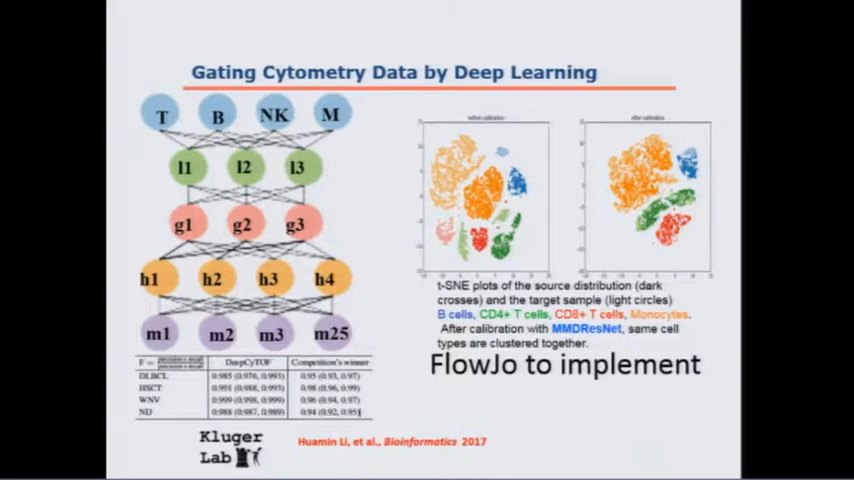 Gating Cytometry Data by Deep Learning
T B NK M
l1 l2 l3
g1 g2 g3
h1 h2 h3 h4
m1 m2 m3 m25
before calibration
after calibration
t-SNE plots of the source distribution (dark
crosses) and the target sample (light circles)
B cells, CD4+ T cells, CD8+ T cells, Monocytes.
After calibration with MMDResNet, same cell
types are clustered together.
FlowJo to implement
F = DeepCyTOF Competition's winner
DLBCL 0.985 (0.976, 0.993) 0.95 (0.93, 0.97)
HSCT 0.991 (0.988, 0.993) 0.98 (0.96, 0.99)
WNV 0.999 (0.998, 0.999) 0.96 (0.94, 0.97)
ND 0.988 (0.987, 0.989) 0.94 (0.92, 0.95)
Kluger
Lab
Huamin Li, et al., Bioinformatics 2017